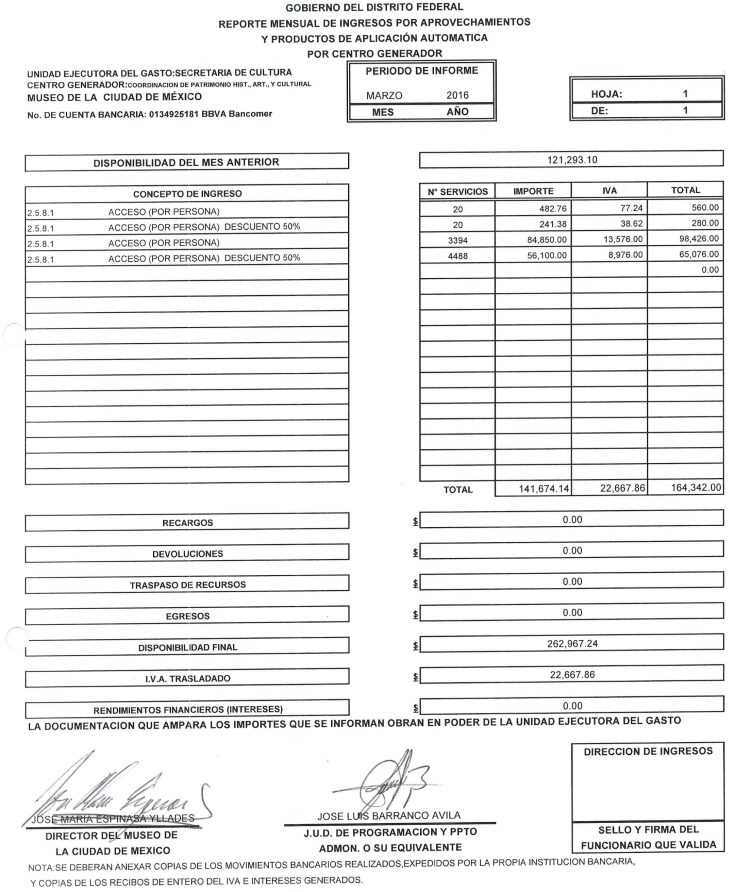 GOBIERNO DEL DISTRITO FEDERAL
REPORTE MENSUAL DE INGRESOS POR APROVECHAMIENTOS
Y PRODUCTOS DE APLICACIÓN AUTOMATICA
POR CENTRO GENERADOR
UNIDAD EJECUTORA DEL GASTO:SECRETARIA DE CULTURA
CENTRO GENERADOR:COORDINACION DE PATRIMONIO HIST., ART., Y CULTURAL
MUSEO DE LA CIUDAD DE MÉXICO
No. DE CUENTA BANCARIA: 0134925181 BBVA Bancomer
PERIODO DE INFORME
MARZO 2016
MES AÑO
HOJA: 1
DE: 1
DISPONIBILIDAD DEL MES ANTERIOR 121,293.10
CONCEPTO DE INGRESO N° SERVICIOS IMPORTE IVA TOTAL
2.5.8.1 ACCESO (POR PERSONA) 20 482.76 77.24 560.00
2.5.8.1 ACCESO (POR PERSONA) DESCUENTO 50% 20 241.38 38.62 280.00
2.5.8.1 ACCESO (POR PERSONA) 3394 84,850.00 13,576.00 98,426.00
2.5.8.1 ACCESO (POR PERSONA) DESCUENTO 50% 4488 56,100.00 8,976.00 65,076.00
0.00
TOTAL 141,674.14 22,667.86 164,342.00
RECARGOS $ 0.00
DEVOLUCIONES $ 0.00
TRASPASO DE RECURSOS $ 0.00
EGRESOS $ 0.00
DISPONIBILIDAD FINAL $ 262,967.24
I.V.A. TRASLADADO $ 22,667.86
RENDIMIENTOS FINANCIEROS (INTERESES) $ 0.00
LA DOCUMENTACION QUE AMPARA LOS IMPORTES QUE SE INFORMAN OBRAN EN PODER DE LA UNIDAD EJECUTORA DEL GASTO
JOSE MARIA ESPINASA YLLADES
DIRECTOR DEL MUSEO DE
LA CIUDAD DE MEXICO
JOSE LUIS BARRANCO AVILA
J.U.D. DE PROGRAMACION Y PPTO
ADMON. O SU EQUIVALENTE
DIRECCION DE INGRESOS
SELLO Y FIRMA DEL
FUNCIONARIO QUE VALIDA
NOTA:SE DEBERAN ANEXAR COPIAS DE LOS MOVIMIENTOS BANCARIOS REALIZADOS,EXPEDIDOS POR LA PROPIA INSTITUCION BANCARIA,
Y COPIAS DE LOS RECIBOS DE ENTERO DEL IVA E INTERESES GENERADOS.